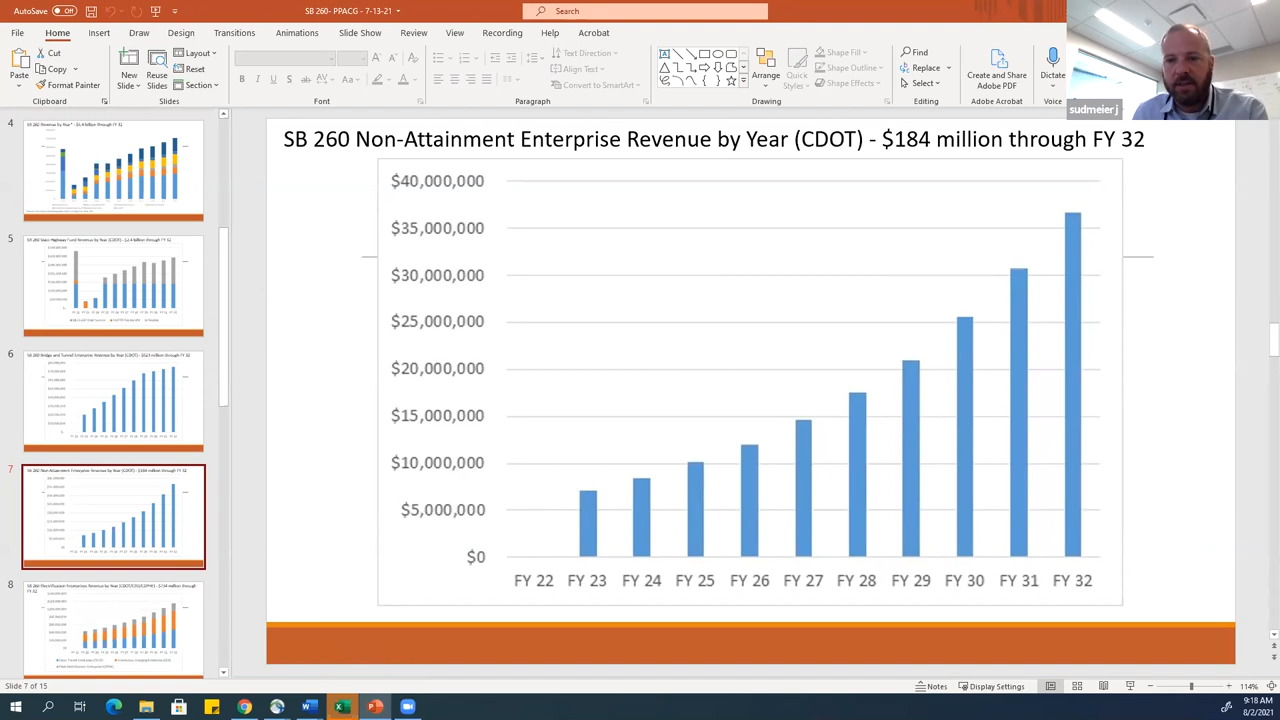 AutoSave Off SB 260 - PPACG - 7-13-21 Search
File Home Insert Draw Design Transitions Animations Slide Show Review View Recording Help Acrobat
Paste Cut Copy Format Painter
New Slide Reuse Slides Layout Reset Section
Text Direction Align Text Convert to SmartArt
Arrange Quick Styles Shape Fill Shape Outline Shape Effects
Find Replace Select
Create and Share Adobe PDF
Dictate
Clipboard Slides Font Paragraph Drawing Editing Adobe Acrobat Voice
sudmeier j
4
5
6
7
8
SB 260 Non-Attainment Enterprise Revenue by Year (CDOT) - $184 million through FY 32
$40,000,000
$35,000,000
$30,000,000
$25,000,000
$20,000,000
$15,000,000
$10,000,000
$5,000,000
$0
FY 22 FY 23 FY 24 FY 25 FY 26 FY 27 FY 28 FY 29 FY 30 FY 31 FY 32
Slide 7 of 15 Notes Display Settings 114%
9:18 AM
8/2/2021